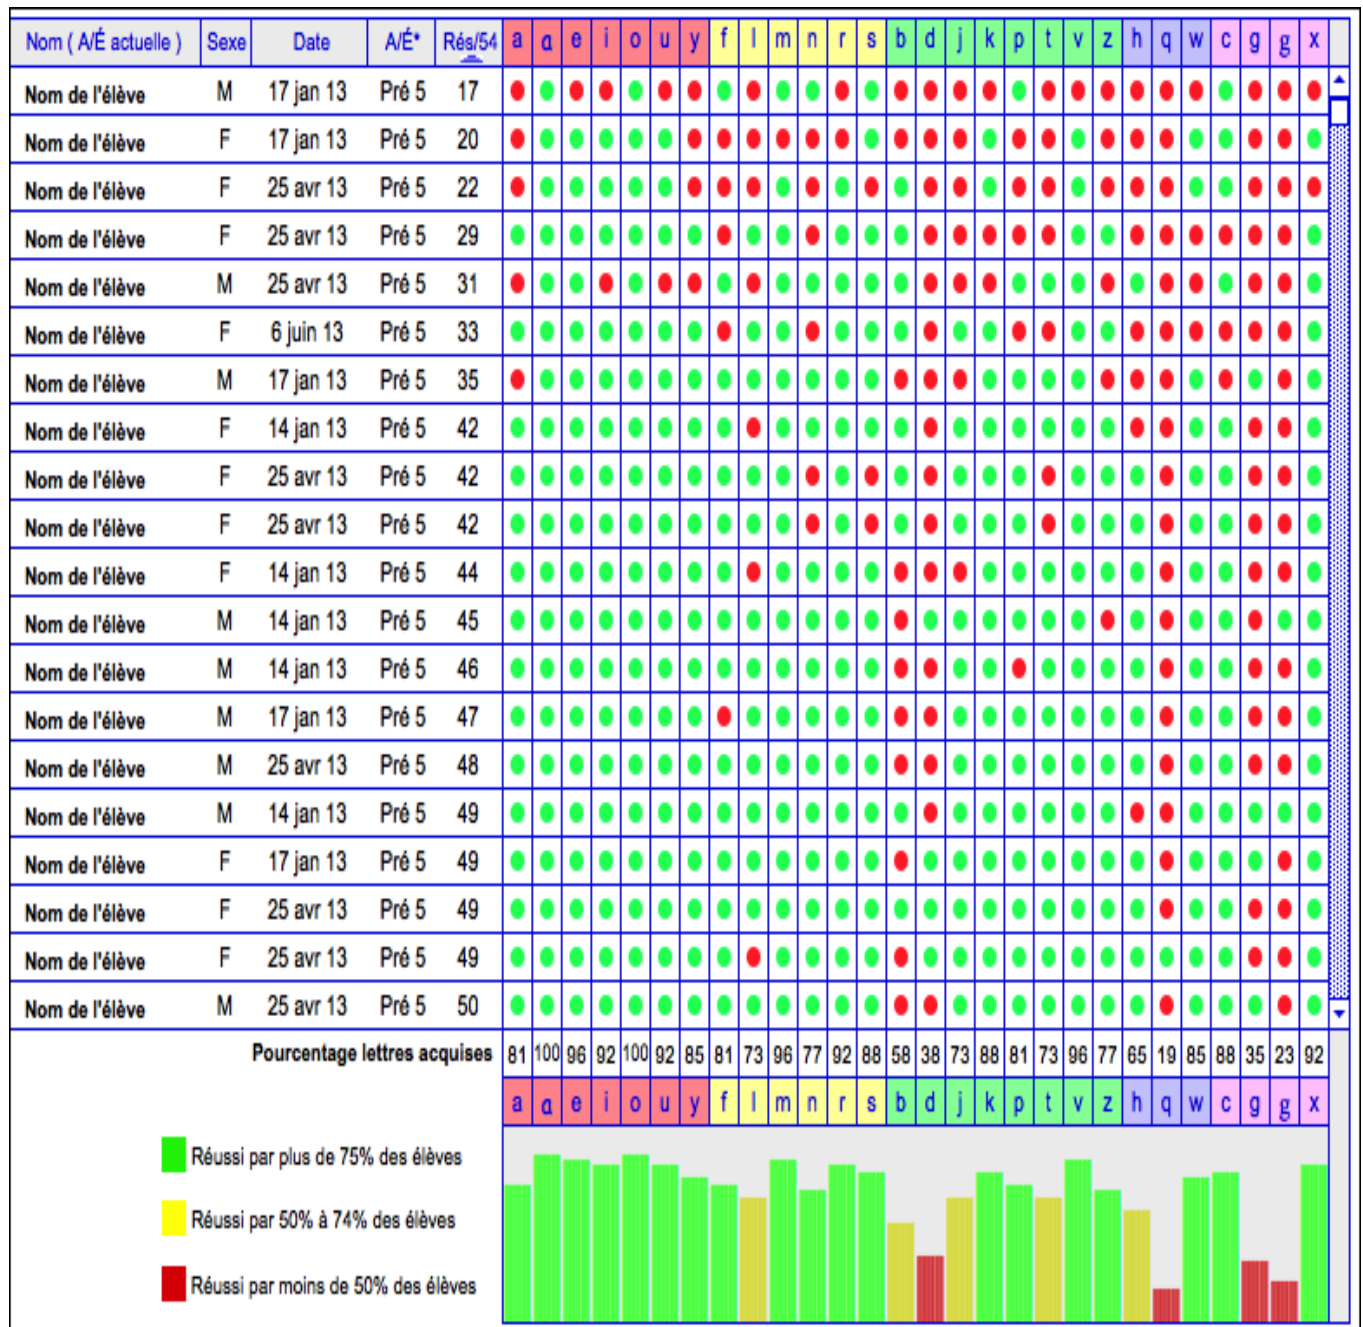 Nom ( A/É actuelle ) Sexe Date A/É* Rés/54 a ɑ e i o u y f l m n r s b d j k p t v z h q w c g g x
Nom de l'élève M 17 jan 13 Pré 5 17
Nom de l'élève F 17 jan 13 Pré 5 20
Nom de l'élève F 25 avr 13 Pré 5 22
Nom de l'élève F 25 avr 13 Pré 5 29
Nom de l'élève M 25 avr 13 Pré 5 31
Nom de l'élève F 6 juin 13 Pré 5 33
Nom de l'élève M 17 jan 13 Pré 5 35
Nom de l'élève F 14 jan 13 Pré 5 42
Nom de l'élève F 25 avr 13 Pré 5 42
Nom de l'élève F 25 avr 13 Pré 5 42
Nom de l'élève F 14 jan 13 Pré 5 44
Nom de l'élève M 14 jan 13 Pré 5 45
Nom de l'élève M 14 jan 13 Pré 5 46
Nom de l'élève M 17 jan 13 Pré 5 47
Nom de l'élève M 25 avr 13 Pré 5 48
Nom de l'élève M 14 jan 13 Pré 5 49
Nom de l'élève F 17 jan 13 Pré 5 49
Nom de l'élève F 25 avr 13 Pré 5 49
Nom de l'élève F 25 avr 13 Pré 5 49
Nom de l'élève M 25 avr 13 Pré 5 50
Pourcentage lettres acquises 81 100 96 92 100 92 85 81 73 96 77 92 88 58 38 73 88 81 73 96 77 65 19 85 88 35 23 92
a ɑ e i o u y f l m n r s b d j k p t v z h q w c g g x
Réussi par plus de 75% des élèves
Réussi par 50% à 74% des élèves
Réussi par moins de 50% des élèves